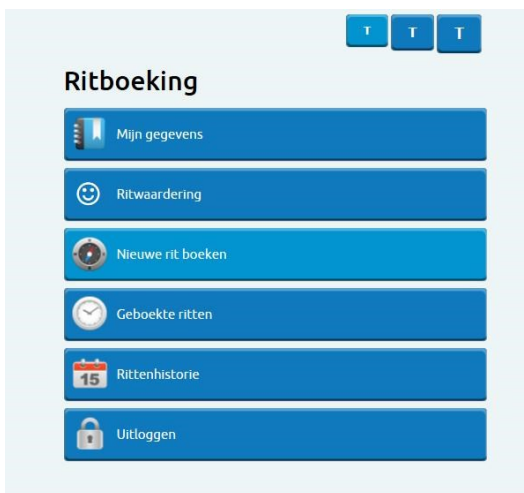 T T T
Ritboeking
Mijn gegevens
Ritwaardering
Nieuwe rit boeken
Geboekte ritten
15
Rittenhistorie
Uitloggen